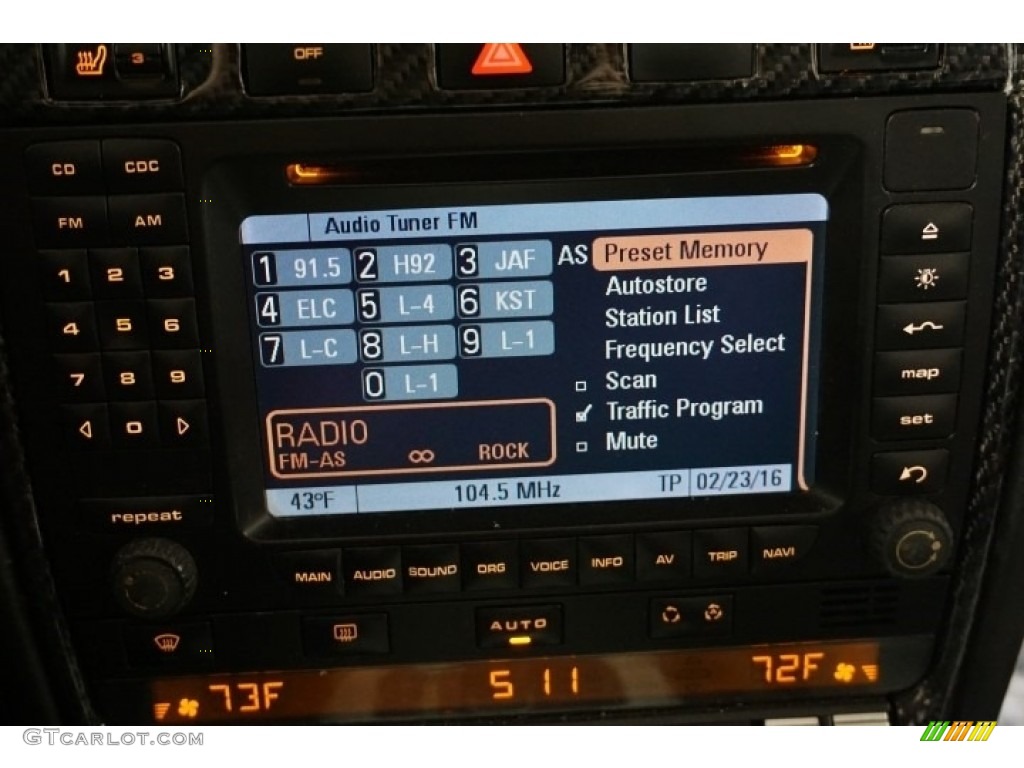 3 OFF
CD CDC
FM AM
1 2 3
4 5 6
7 8 9
0
repeat
Audio Tuner FM
1 91.5 2 H92 3 JAF AS Preset Memory
4 ELC 5 L-4 6 KST Autostore
7 L-C 8 L-H 9 L-1 Station List
0 L-1 Frequency Select
Scan
Traffic Program
Mute
RADIO
FM-AS ∞ ROCK
43°F 104.5 MHz TP 02/23/16
map
set
MAIN AUDIO SOUND ORG VOICE INFO AV TRIP NAVI
AUTO
73F 5 11 72F
GTcarlot.com